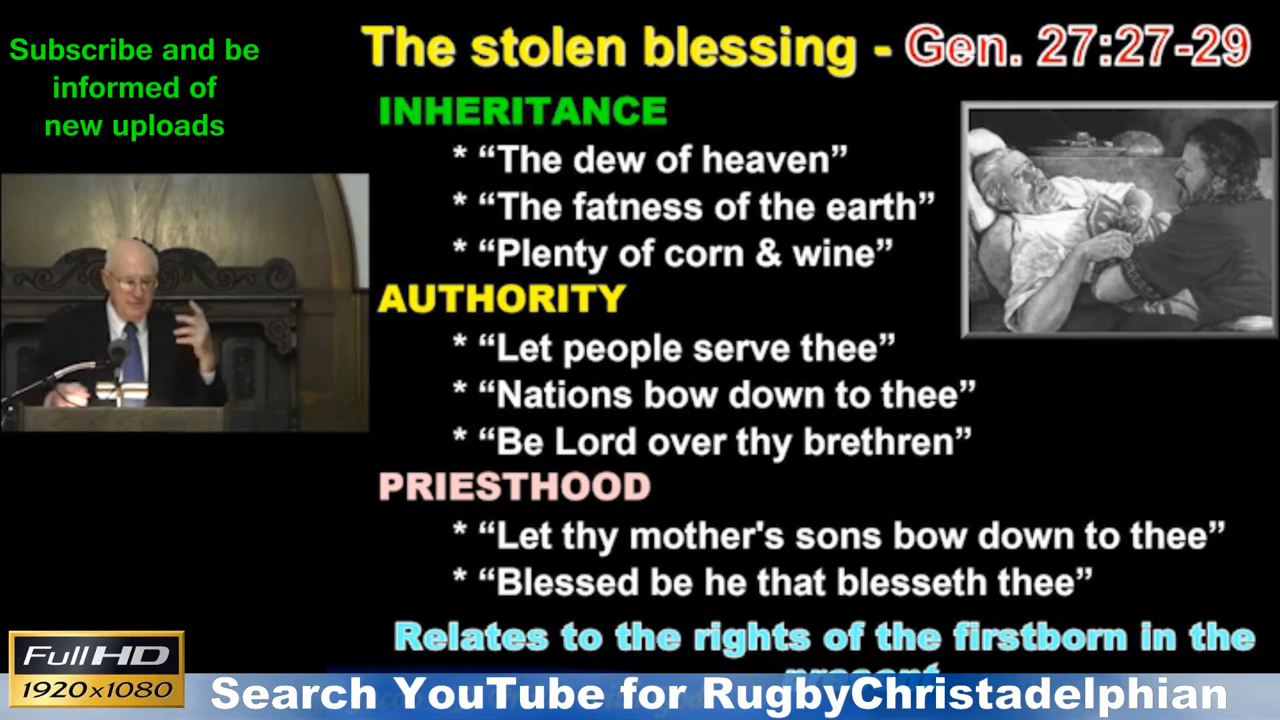 Subscribe and be
informed of
new uploads
The stolen blessing - Gen. 27:27-29
INHERITANCE
* “The dew of heaven”
* “The fatness of the earth”
* “Plenty of corn & wine”
AUTHORITY
* “Let people serve thee”
* “Nations bow down to thee”
* “Be Lord over thy brethren”
PRIESTHOOD
* “Let thy mother's sons bow down to thee”
* “Blessed be he that blesseth thee”
Relates to the rights of the firstborn in the
present
Full HD
1920x1080
Search YouTube for RugbyChristadelphian